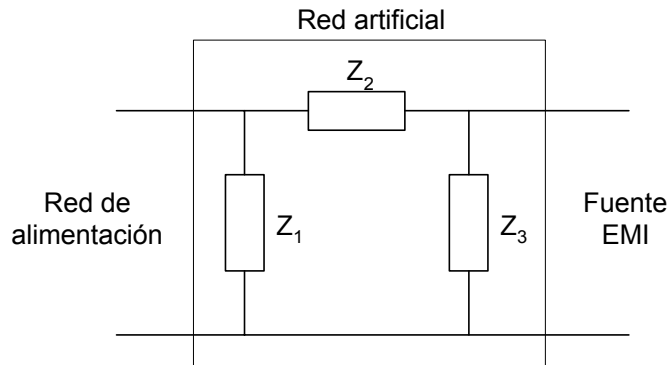 Red artificial
Z2
Red de
alimentación
Z1
Z3
Fuente
EMI